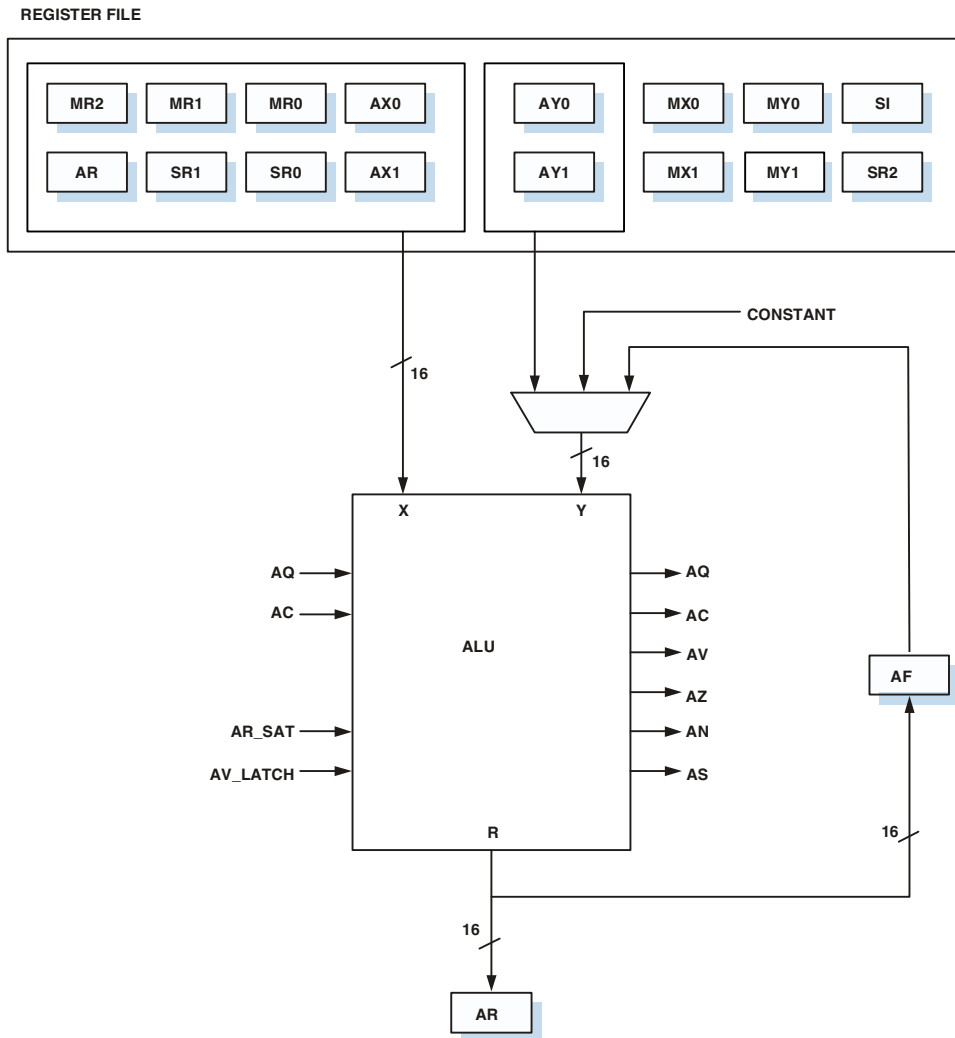 REGISTER FILE
MR2 MR1 MR0 AX0 AY0 MX0 MY0 SI
AR SR1 SR0 AX1 AY1 MX1 MY1 SR2
CONSTANT
16
16
X Y
AQ AQ
AC AC
ALU AV
AF
AZ
AR_SAT AN
AV_LATCH AS
R 16
16
AR